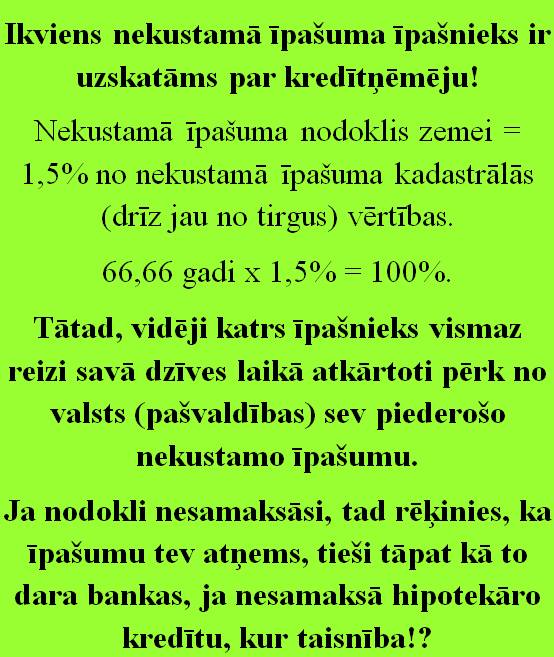 Ikviens nekustamā īpašuma īpašnieks ir
uzskatāms par kredītņēmēju!
Nekustamā īpašuma nodoklis zemei =
1,5% no nekustamā īpašuma kadastrālās
(drīz jau no tirgus) vērtības.
66,66 gadi x 1,5% = 100%.
Tātad, vidēji katrs īpašnieks vismaz
reizi savā dzīves laikā atkārtoti pērk no
valsts (pašvaldības) sev piederošo
nekustamo īpašumu.
Ja nodokli nesamaksāsi, tad rēķinies, ka
īpašumu tev atņems, tieši tāpat kā to
dara bankas, ja nesamaksā hipotekāro
kredītu, kur taisnība!?